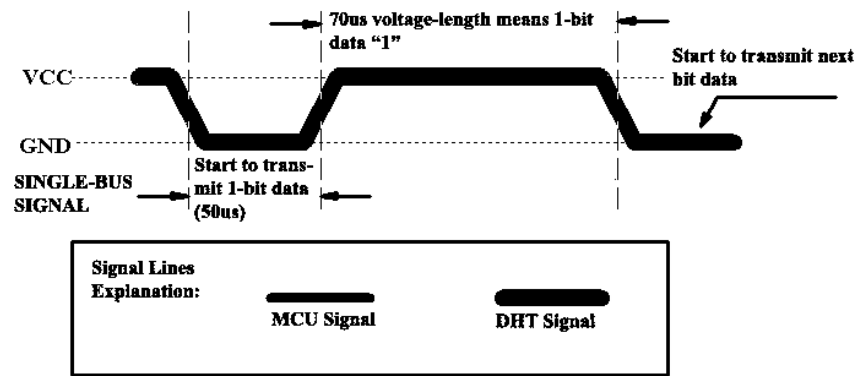 70us voltage-length means 1-bit
data “1”
VCC
Start to transmit next
bit data
GND
SINGLE-BUS
SIGNAL
Start to trans-
mit 1-bit data
(50us)
Signal Lines
Explanation:
MCU Signal
DHT Signal